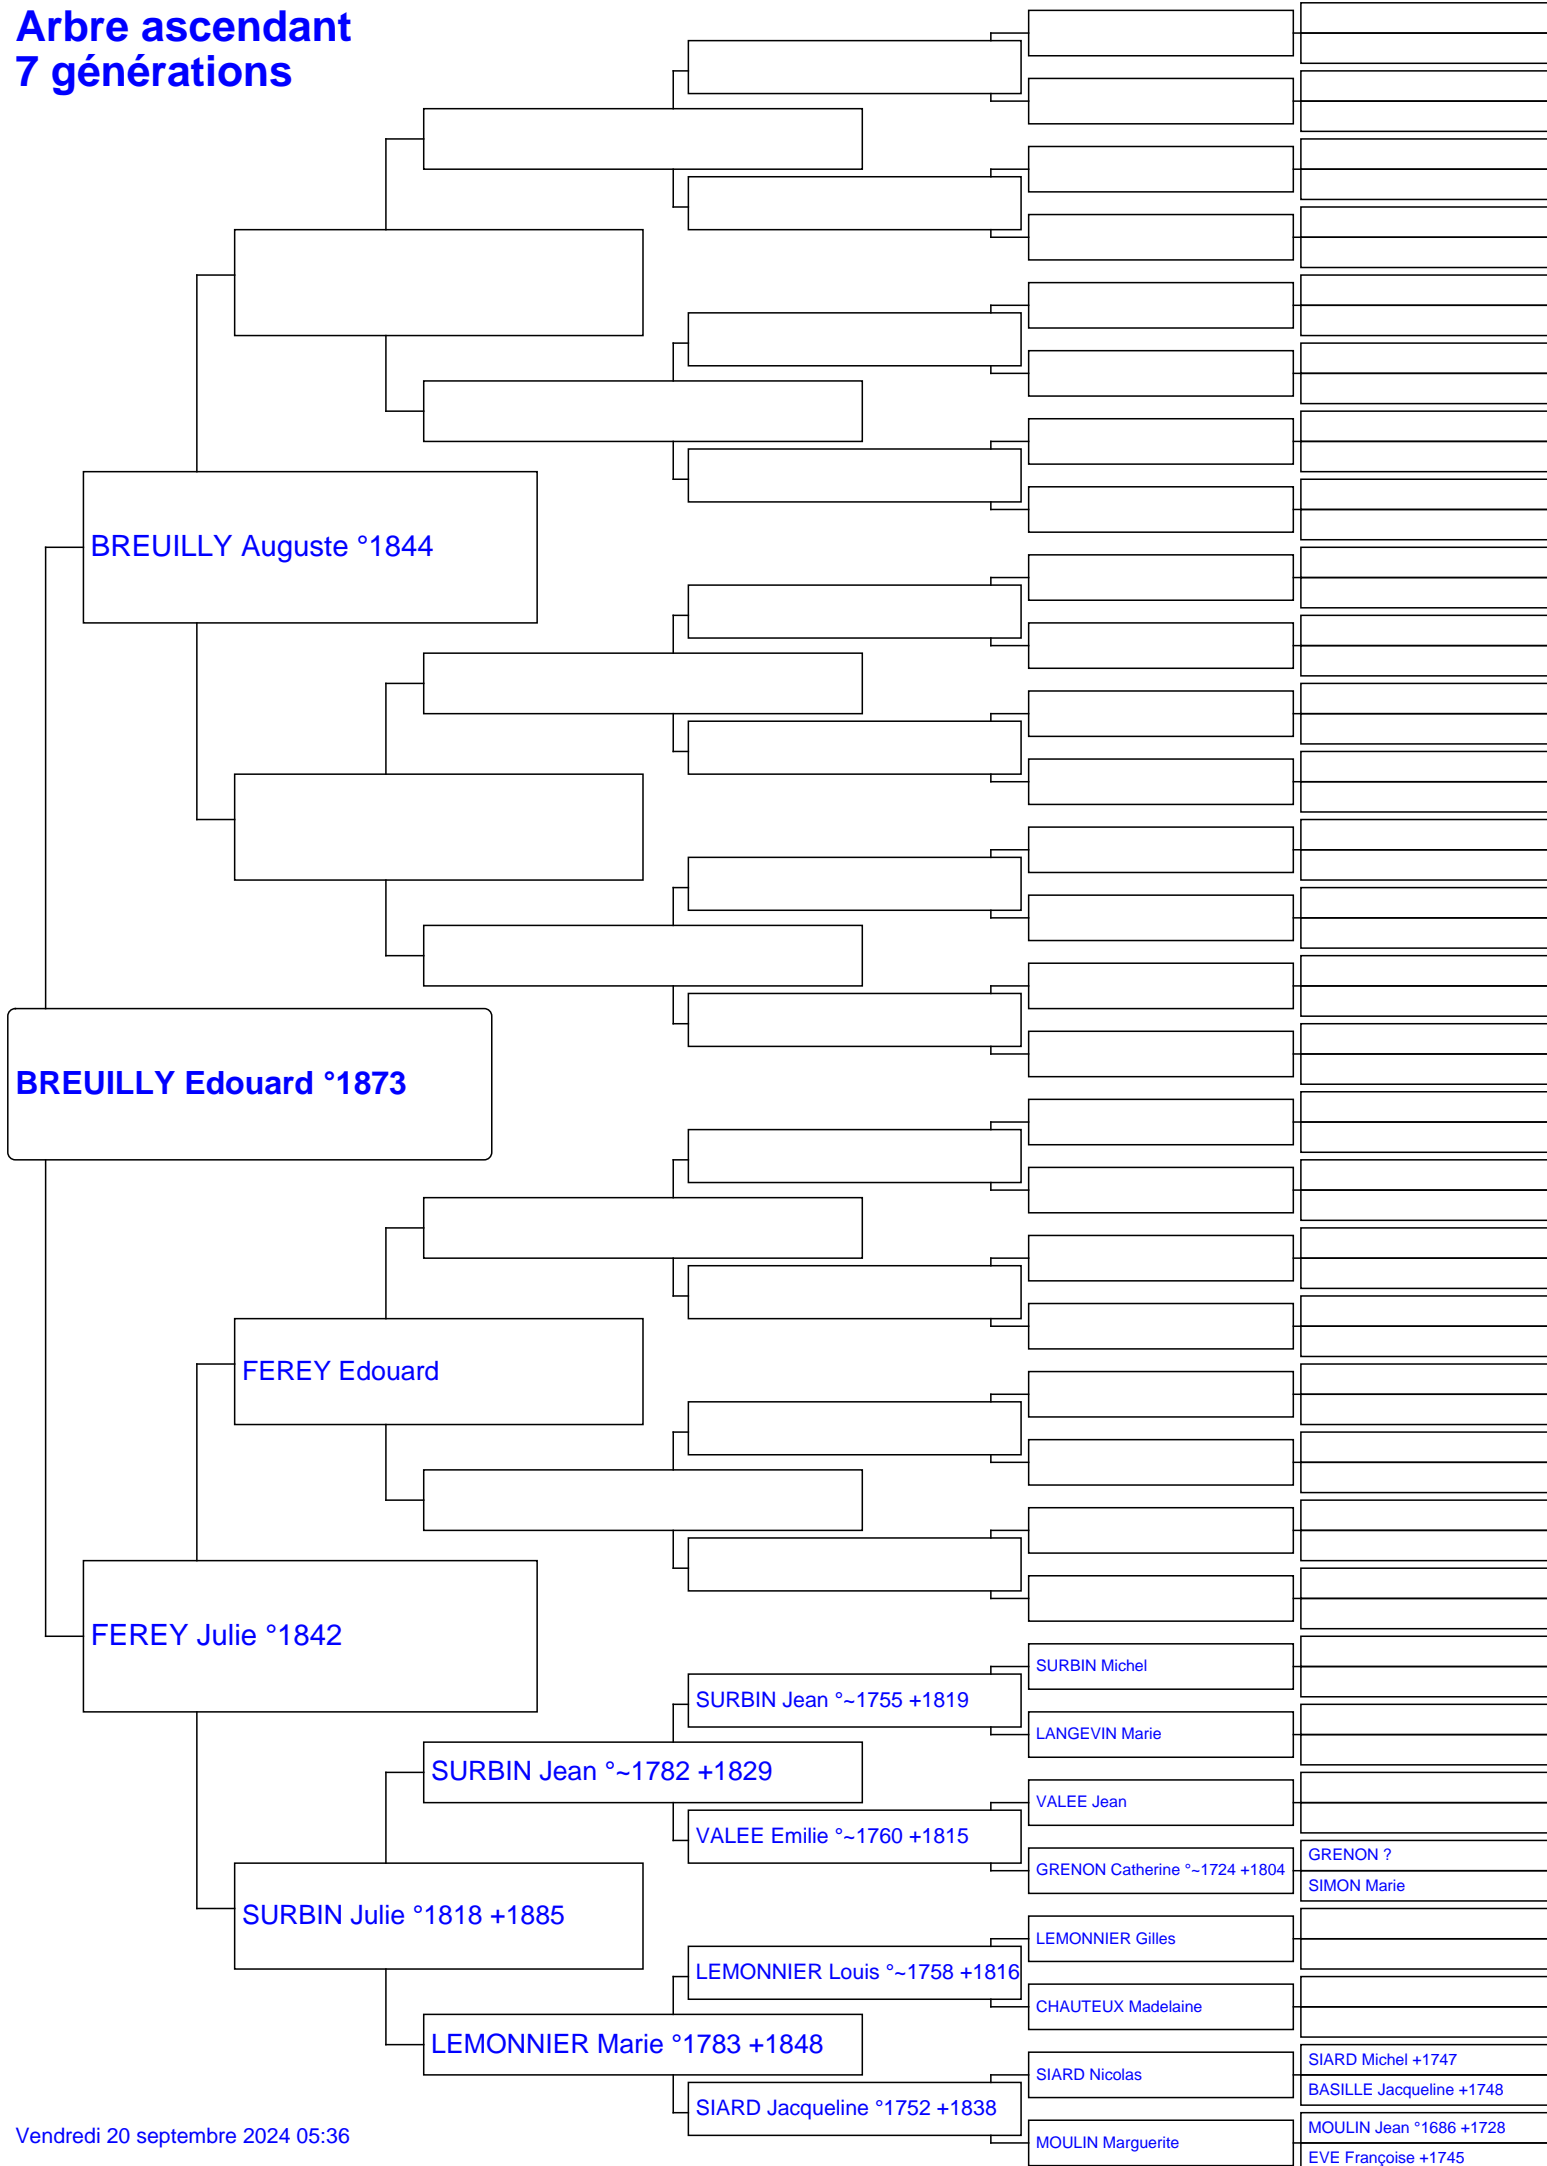 Arbre ascendant
7 générations
BREUILLY Auguste °1844
BREUILLY Edouard °1873
FEREY Edouard
FEREY Julie °1842
SURBIN Michel
SURBIN Jean °~1755 +1819
LANGEVIN Marie
SURBIN Jean °~1782 +1829
VALEE Jean
VALEE Emilie °~1760 +1815
GRENON ?
GRENON Catherine °~1724 +1804
SIMON Marie
SURBIN Julie °1818 +1885
LEMONNIER Gilles
LEMONNIER Louis °~1758 +1816
CHAUTEUX Madelaine
LEMONNIER Marie °1783 +1848
SIARD Michel +1747
SIARD Nicolas
BASILLE Jacqueline +1748
SIARD Jacqueline °1752 +1838
MOULIN Jean °1686 +1728
MOULIN Marguerite
EVE Françoise +1745
Vendredi 20 septembre 2024 05:36